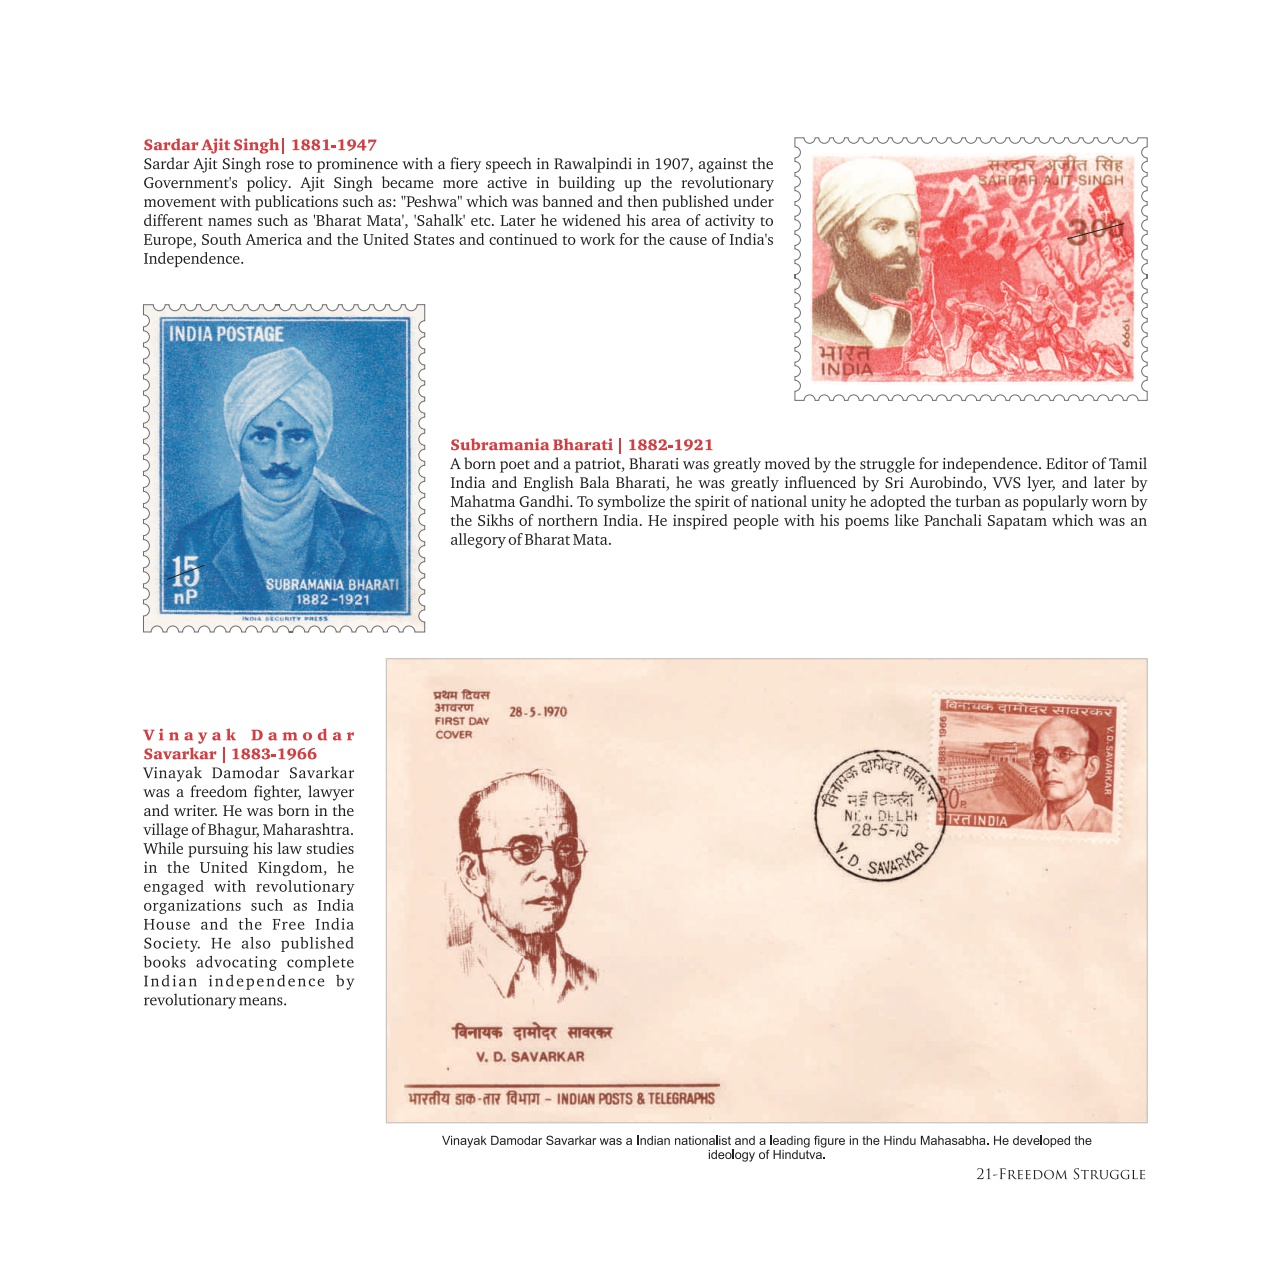 Sardar Ajit Singh| 1881-1947
Sardar Ajit Singh rose to prominence with a fiery speech in Rawalpindi in 1907, against the
Government's policy. Ajit Singh became more active in building up the revolutionary
movement with publications such as: "Peshwa" which was banned and then published under
different names such as 'Bharat Mata', 'Sahalk' etc. Later he widened his area of activity to
Europe, South America and the United States and continued to work for the cause of India's
Independence.
सरदार अजीत सिंह
SARDAR AJIT SINGH
300
1999
भारत
INDIA
INDIA POSTAGE
15
nP
SUBRAMANIA BHARATI
1882-1921
INDIA SECURITY PRESS
Subramania Bharati | 1882-1921
A born poet and a patriot, Bharati was greatly moved by the struggle for independence. Editor of Tamil
India and English Bala Bharati, he was greatly influenced by Sri Aurobindo, VVS lyer, and later by
Mahatma Gandhi. To symbolize the spirit of national unity he adopted the turban as popularly worn by
the Sikhs of northern India. He inspired people with his poems like Panchali Sapatam which was an
allegory of Bharat Mata.
Vinayak Damodar
Savarkar | 1883-1966
Vinayak Damodar Savarkar
was a freedom fighter, lawyer
and writer. He was born in the
village of Bhagur, Maharashtra.
While pursuing his law studies
in the United Kingdom, he
engaged with revolutionary
organizations such as India
House and the Free India
Society. He also published
books advocating complete
Indian independence by
revolutionary means.
प्रथम दिवस
आवरण
FIRST DAY
COVER
28-5-1970
विनायक दामोदर सावरकर
1883-1966
V.D. SAVARKAR
20P.
भारत INDIA
विनायक दामोदर सावरकर
नई दिल्ली
NEW DELHI
28-5-70
V. D. SAVARKAR
विनायक दामोदर सावरकर
V. D. SAVARKAR
भारतीय डाक-तार विभाग – INDIAN POSTS & TELEGRAPHS
Vinayak Damodar Savarkar was a Indian nationalist and a leading figure in the Hindu Mahasabha. He developed the
ideology of Hindutva.
21-Freedom Struggle